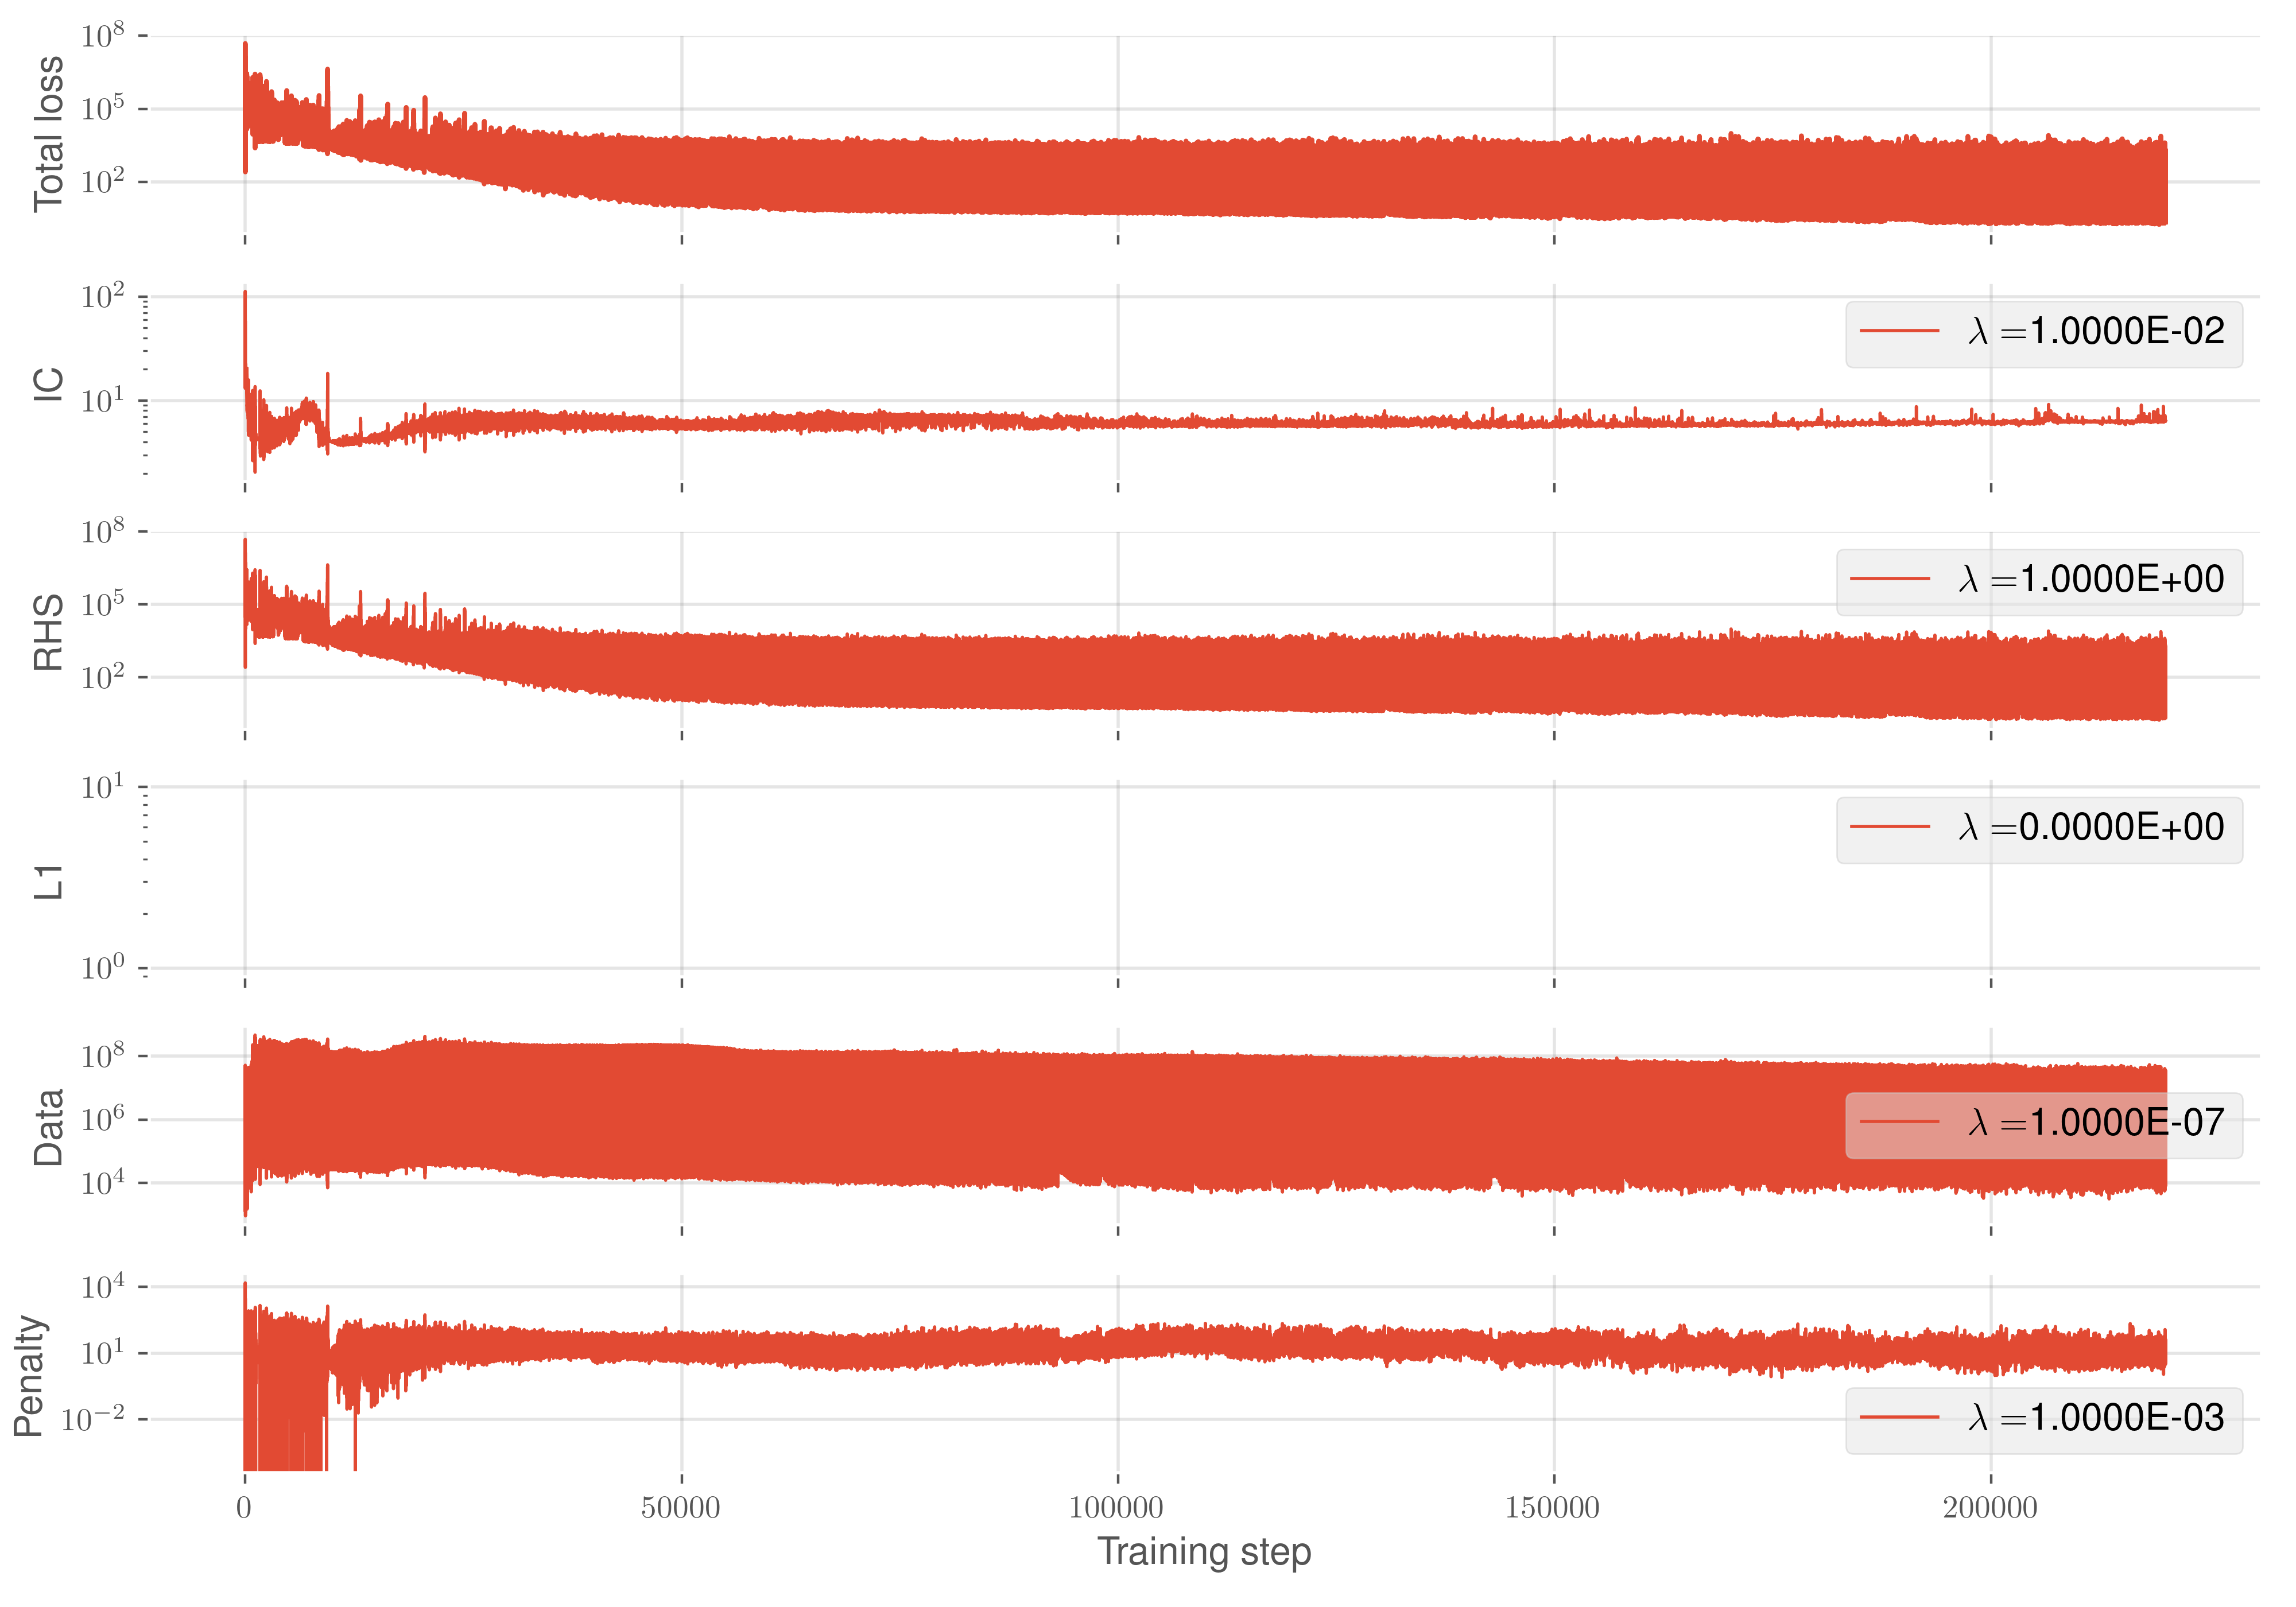 10^8
10^5
10^2
Total loss
10^2
10^1
IC
λ =1.0000E-02
10^8
10^5
10^2
RHS
λ =1.0000E+00
10^1
10^0
L1
λ =0.0000E+00
10^8
10^6
10^4
Data
λ =1.0000E-07
10^4
10^1
10^-2
Penalty
λ =1.0000E-03
0 50000 100000 150000 200000
Training step